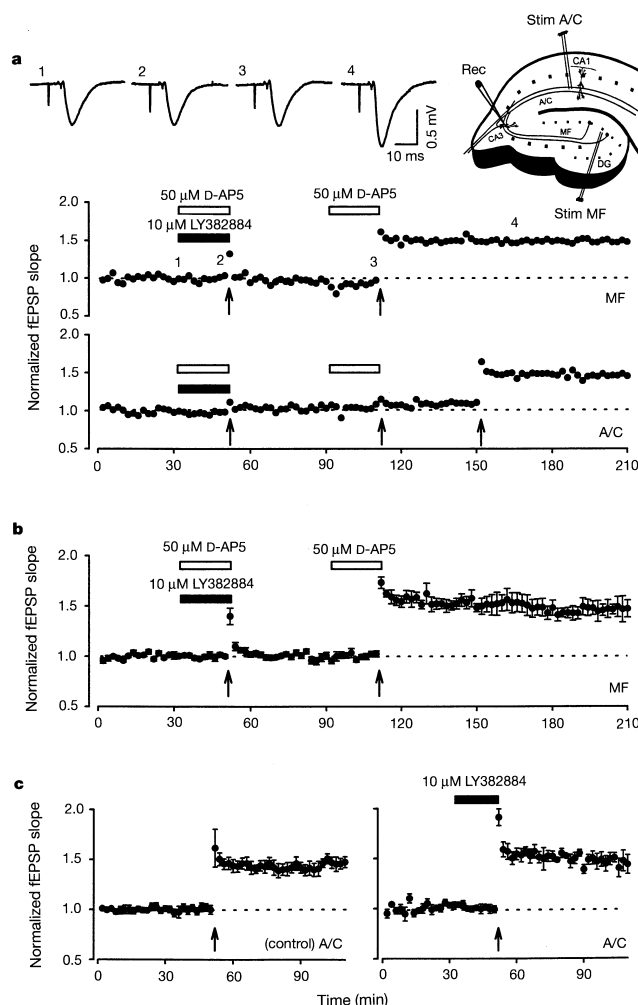 a
1 2 3 4
0.5 mV
10 ms
Stim A/C
Rec
CA1
A/C
CA3
MF
DG
Stim MF
Normalized fEPSP slope
2.0
1.5
1.0
0.5
50 µM D-AP5
10 µM LY382884
50 µM D-AP5
1 2 3 4
MF
2.0
1.5
1.0
0.5
A/C
0 30 60 90 120 150 180 210
b
Normalized fEPSP slope
2.0
1.5
1.0
0.5
50 µM D-AP5
10 µM LY382884
50 µM D-AP5
MF
0 30 60 90 120 150 180 210
c
Normalized fEPSP slope
2.0
1.5
1.0
0.5
(control) A/C
0 30 60 90
10 µM LY382884
A/C
0 30 60 90
Time (min)